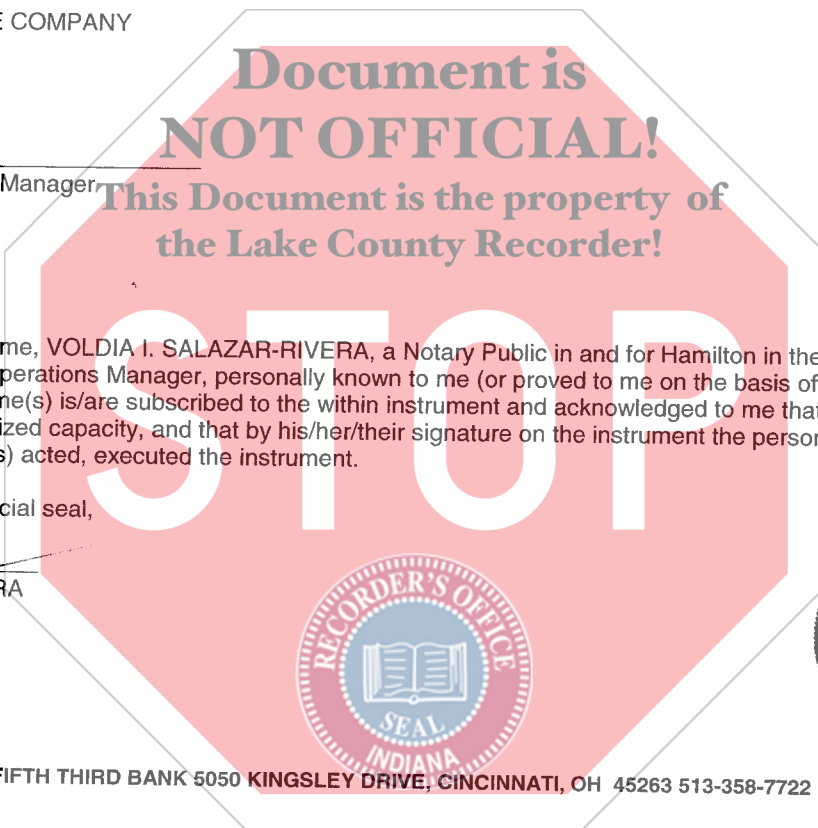 E COMPANY
Document is
NOT OFFICIAL!
Manager
This Document is the property of
the Lake County Recorder!
STOP
me, VOLDIA I. SALAZAR-RIVERA, a Notary Public in and for Hamilton in the
perations Manager, personally known to me (or proved to me on the basis of
ne(s) is/are subscribed to the within instrument and acknowledged to me that
ized capacity, and that by his/her/their signature on the instrument the person
s) acted, executed the instrument.
cial seal,
RA
RECORDER'S OFFICE
SEAL
INDIANA
FIFTH THIRD BANK 5050 KINGSLEY DRIVE, CINCINNATI, OH 45263 513-358-7722